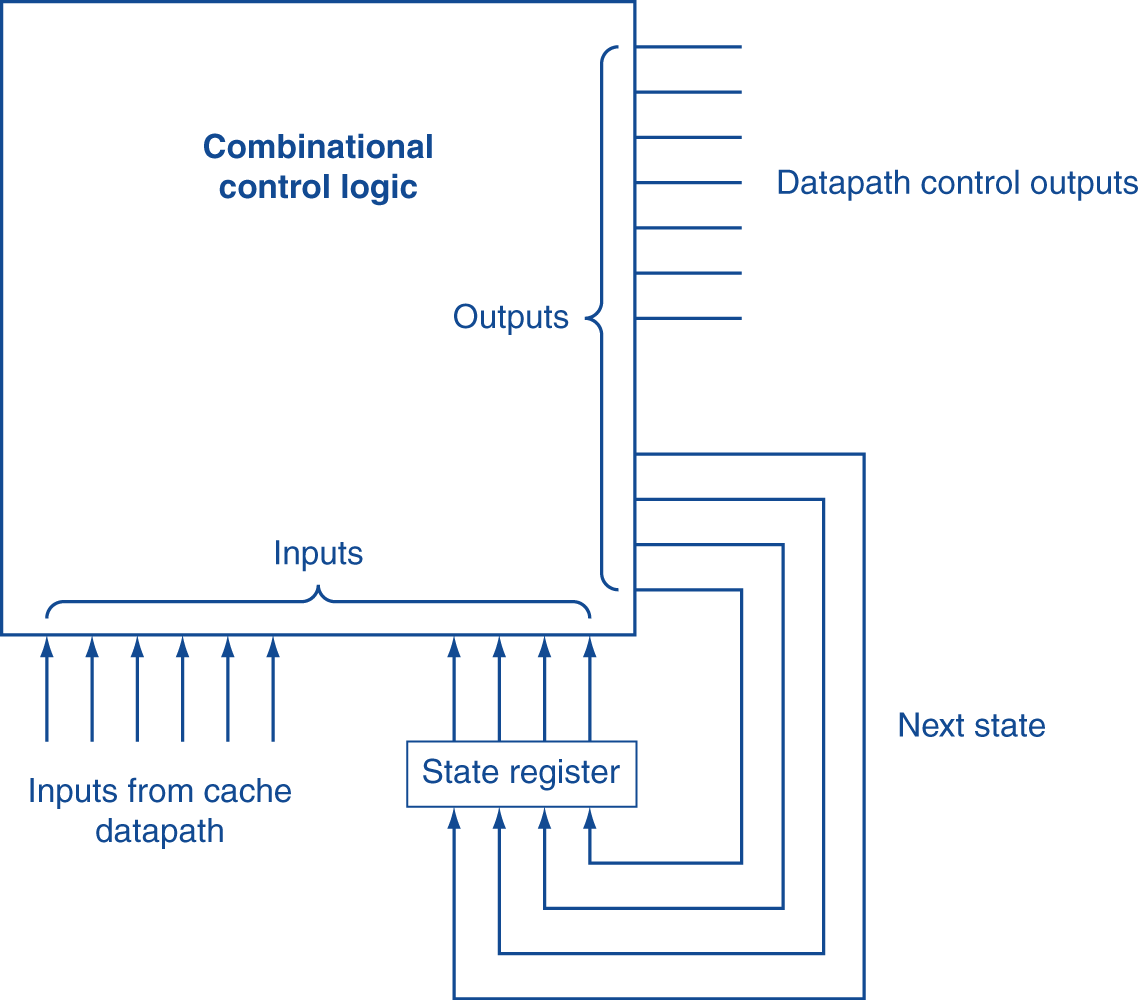 Combinational
control logic
Datapath control outputs
Outputs
Inputs
Next state
State register
Inputs from cache
datapath